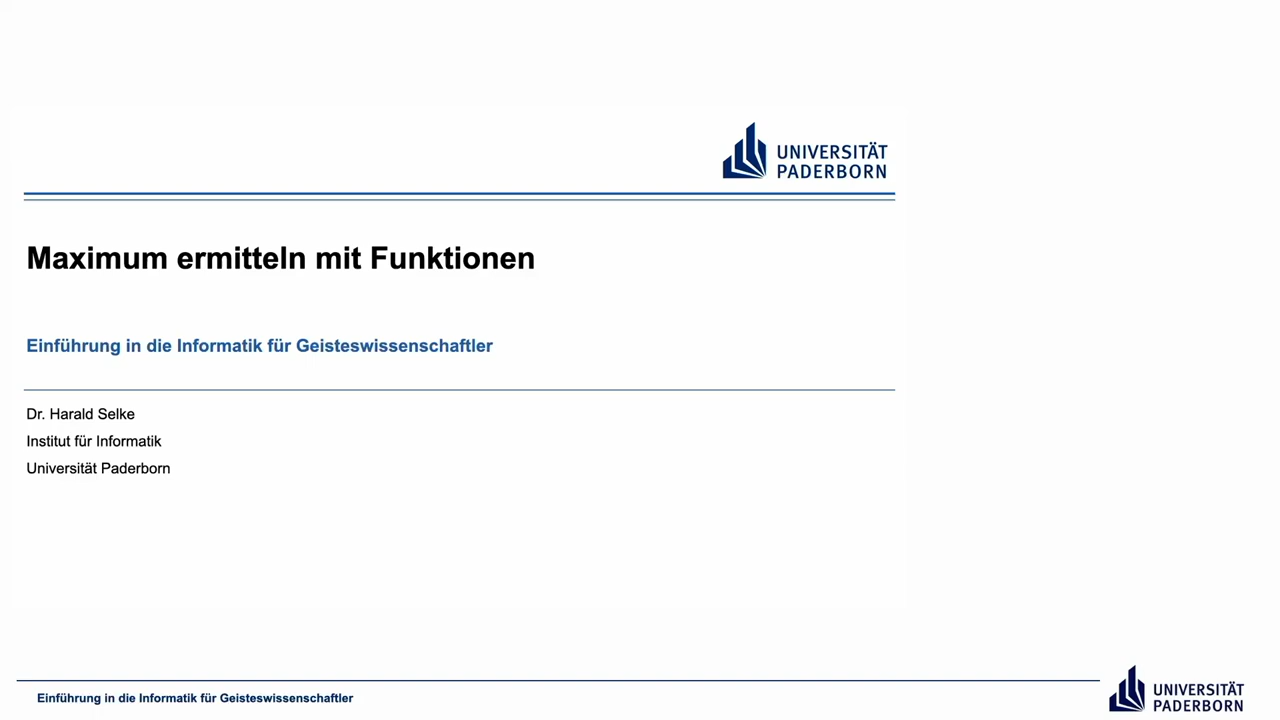 UNIVERSITÄT
PADERBORN
Maximum ermitteln mit Funktionen
Einführung in die Informatik für Geisteswissenschaftler
Dr. Harald Selke
Institut für Informatik
Universität Paderborn
Einführung in die Informatik für Geisteswissenschaftler
UNIVERSITÄT
PADERBORN